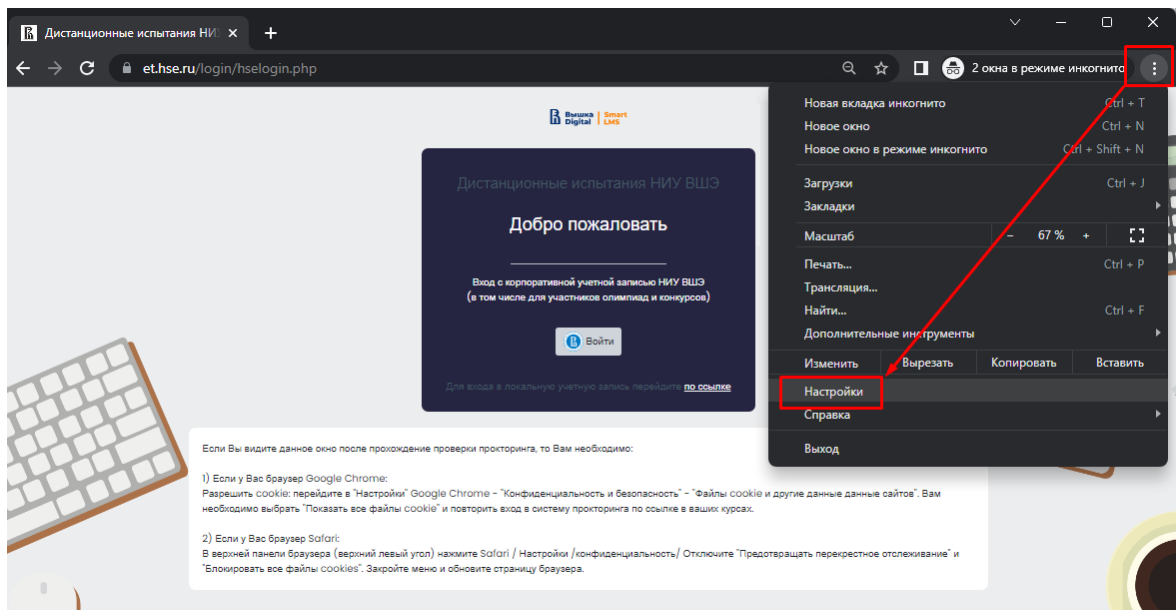 Дистанционные испытания НИ
et.hse.ru/login/hselogin.php
2 окна в режиме инкогнито
Вышка Digital | Smart LMS
Дистанционные испытания НИУ ВШЭ
Добро пожаловать
Вход с корпоративной учетной записью НИУ ВШЭ
(в том числе для участников олимпиад и конкурсов)
Войти
Для входа в локальную учетную запись перейдите по ссылке
Новая вкладка инкогнито Ctrl + T
Новое окно Ctrl + N
Новое окно в режиме инкогнито Ctrl + Shift + N
Загрузки Ctrl + J
Закладки
Масштаб – 67 % +
Печать... Ctrl + P
Трансляция...
Найти... Ctrl + F
Дополнительные инструменты
Изменить Вырезать Копировать Вставить
Настройки
Справка
Выход
Если Вы видите данное окно после прохождение проверки прокторинга, то Вам необходимо:
1) Если у Вас браузер Google Chrome:
Разрешить cookie: перейдите в "Настройки" Google Chrome - "Конфиденциальность и безопасность" - "Файлы cookie и другие данные данные сайтов". Вам
необходимо выбрать "Показать все файлы cookie" и повторить вход в систему прокторинга по ссылке в ваших курсах.
2) Если у Вас браузер Safari:
В верхней панели браузера (верхний левый угол) нажмите Safari / Настройки /конфиденциальность/ Отключите "Предотвращать перекрестное отслеживание" и
"Блокировать все файлы cookies". Закройте меню и обновите страницу браузера.